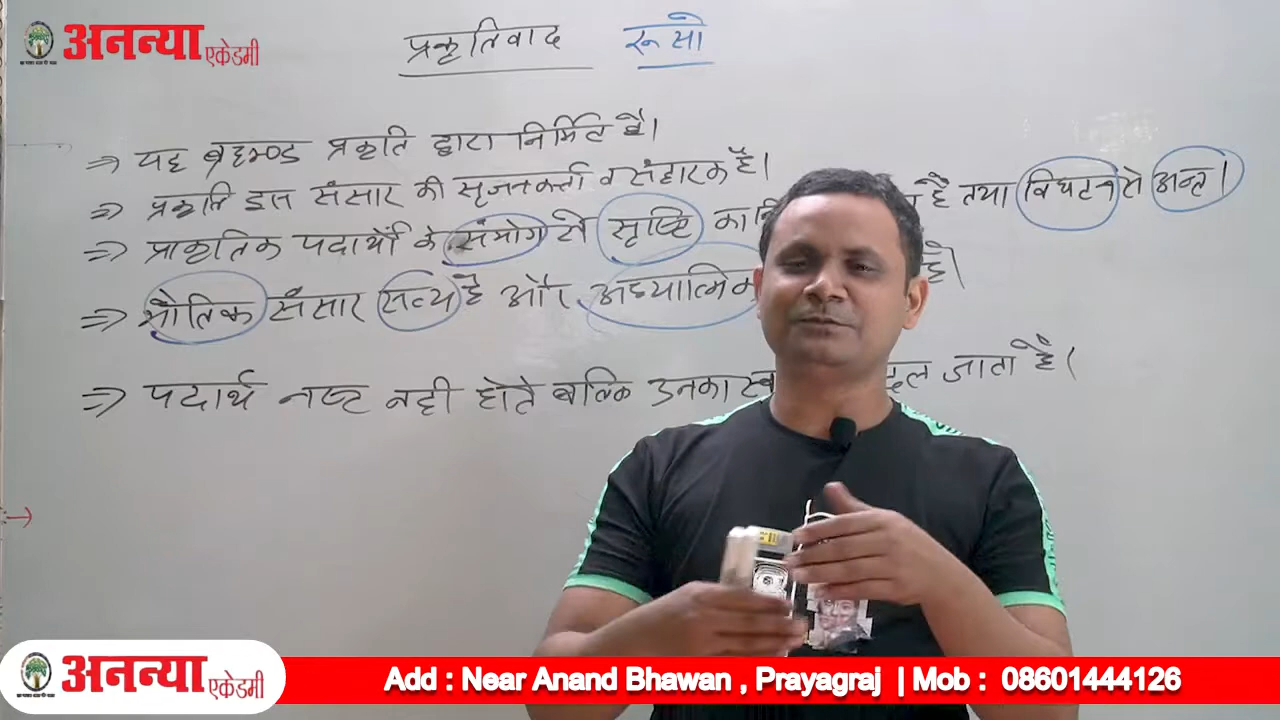 अनन्या एकेडमी
प्रकृतिवाद रूसो
⇒ यह ब्रह्माण्ड प्रकृति द्वारा निर्मित है।
⇒ प्रकृति इस संसार की सृजनकर्ता व संहारक है।
⇒ प्राकृतिक पदार्थो के संयोग से सृष्टि का है तथा विघटन से अन्त।
⇒ भौतिक संसार सत्य है और अध्यात्मिक है।
⇒ पदार्थ नष्ट नही होते बल्कि उनका जाता है।
अनन्या एकेडमी
Add : Near Anand Bhawan , Prayagraj | Mob : 08601444126